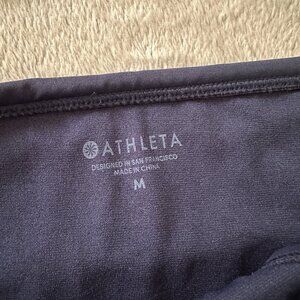 ATHLETA
DESIGNED IN SAN FRANCISCO
MADE IN CHINA
M